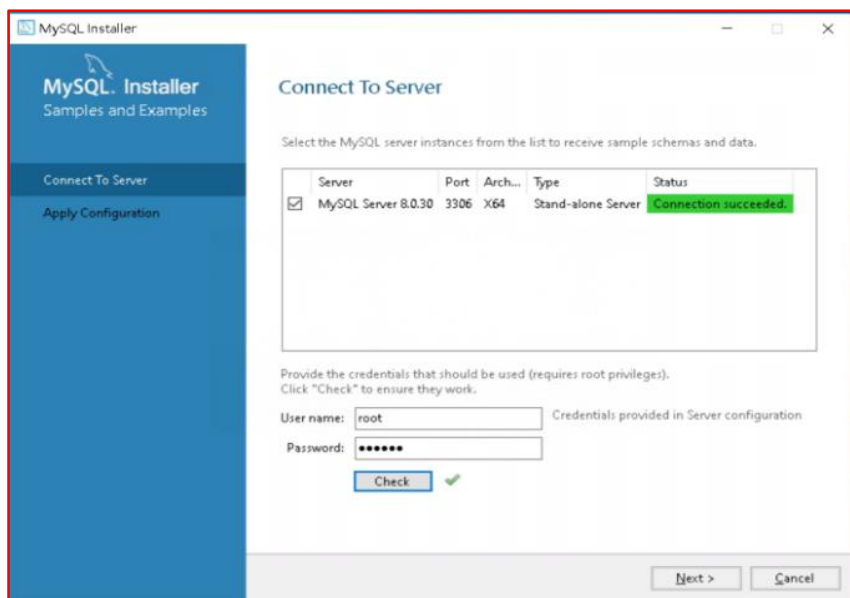 MySQL Installer
MySQL. Installer
Samples and Examples
Connect To Server
Apply Configuration
Connect To Server
Select the MySQL server instances from the list to receive sample schemas and data.
Server Port Arch... Type Status
MySQL Server 8.0.30 3306 X64 Stand-alone Server Connection succeeded.
Provide the credentials that should be used (requires root privileges).
Click "Check" to ensure they work.
User name: root Credentials provided in Server configuration
Password: ●●●●●●
Check
Next > Cancel